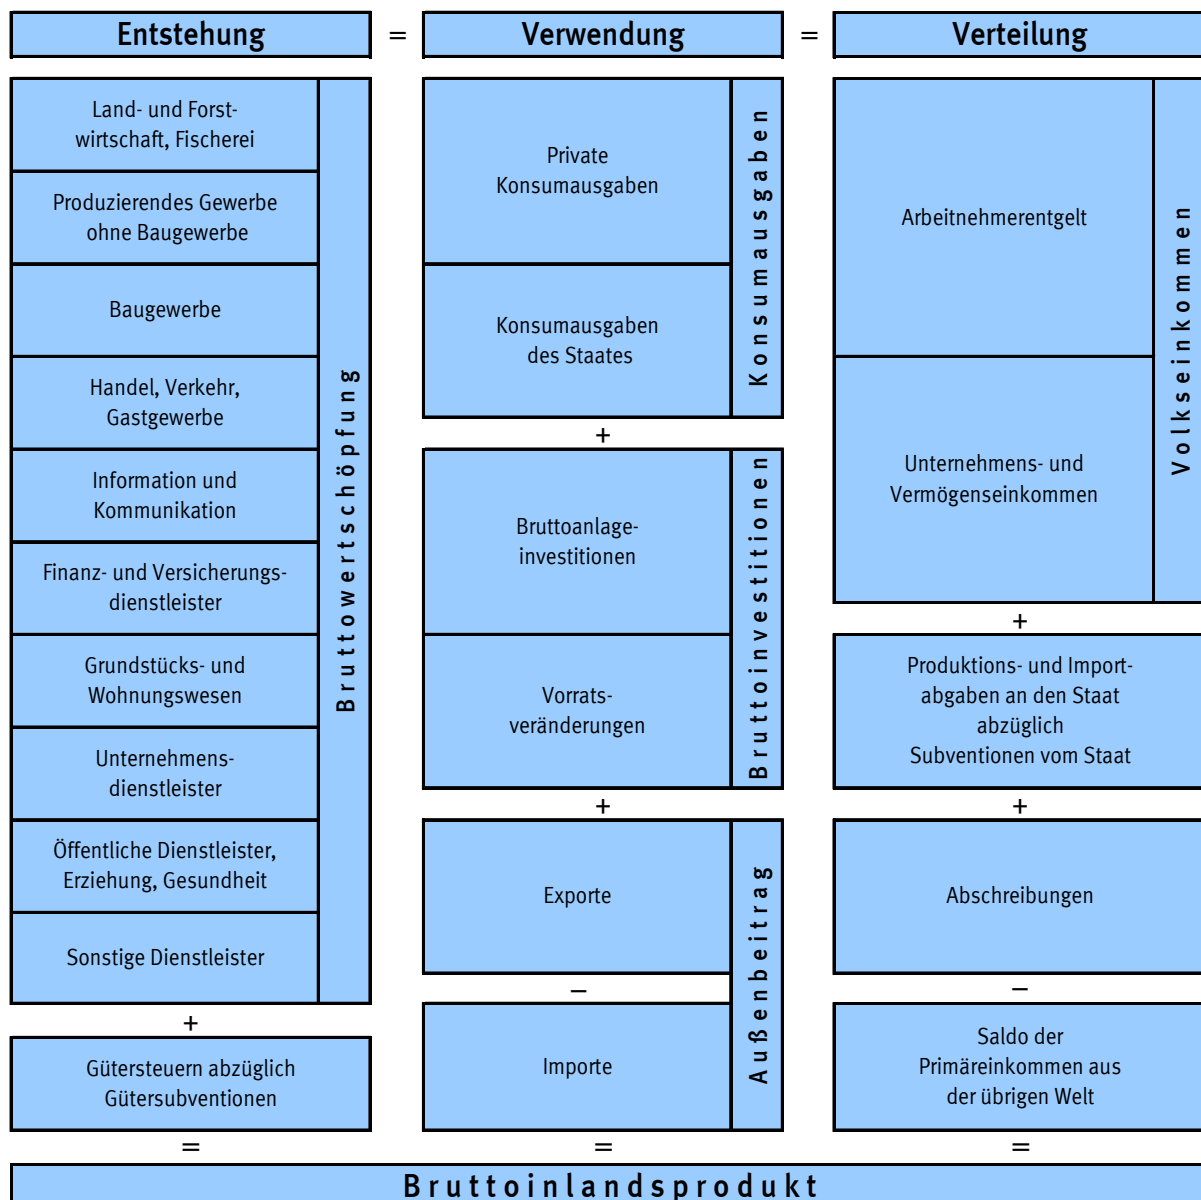 Entstehung = Verwendung = Verteilung
Land- und Forst-
wirtschaft, Fischerei
Produzierendes Gewerbe
ohne Baugewerbe
Baugewerbe
Handel, Verkehr,
Gastgewerbe
Information und
Kommunikation
Finanz- und Versicherungs-
dienstleister
Grundstücks- und
Wohnungswesen
Unternehmens-
dienstleister
Öffentliche Dienstleister,
Erziehung, Gesundheit
Sonstige Dienstleister
Bruttowertschöpfung
+
Gütersteuern abzüglich
Gütersubventionen
=
Private
Konsumausgaben
Konsumausgaben
des Staates
Konsumausgaben
+
Bruttoanlage-
investitionen
Vorrats-
veränderungen
Bruttoinvestitionen
+
Exporte
–
Importe
Außenbeitrag
=
Arbeitnehmerentgelt
Unternehmens- und
Vermögenseinkommen
Volkseinkommen
+
Produktions- und Import-
abgaben an den Staat
abzüglich
Subventionen vom Staat
+
Abschreibungen
–
Saldo der
Primäreinkommen aus
der übrigen Welt
=
Bruttoinlandsprodukt